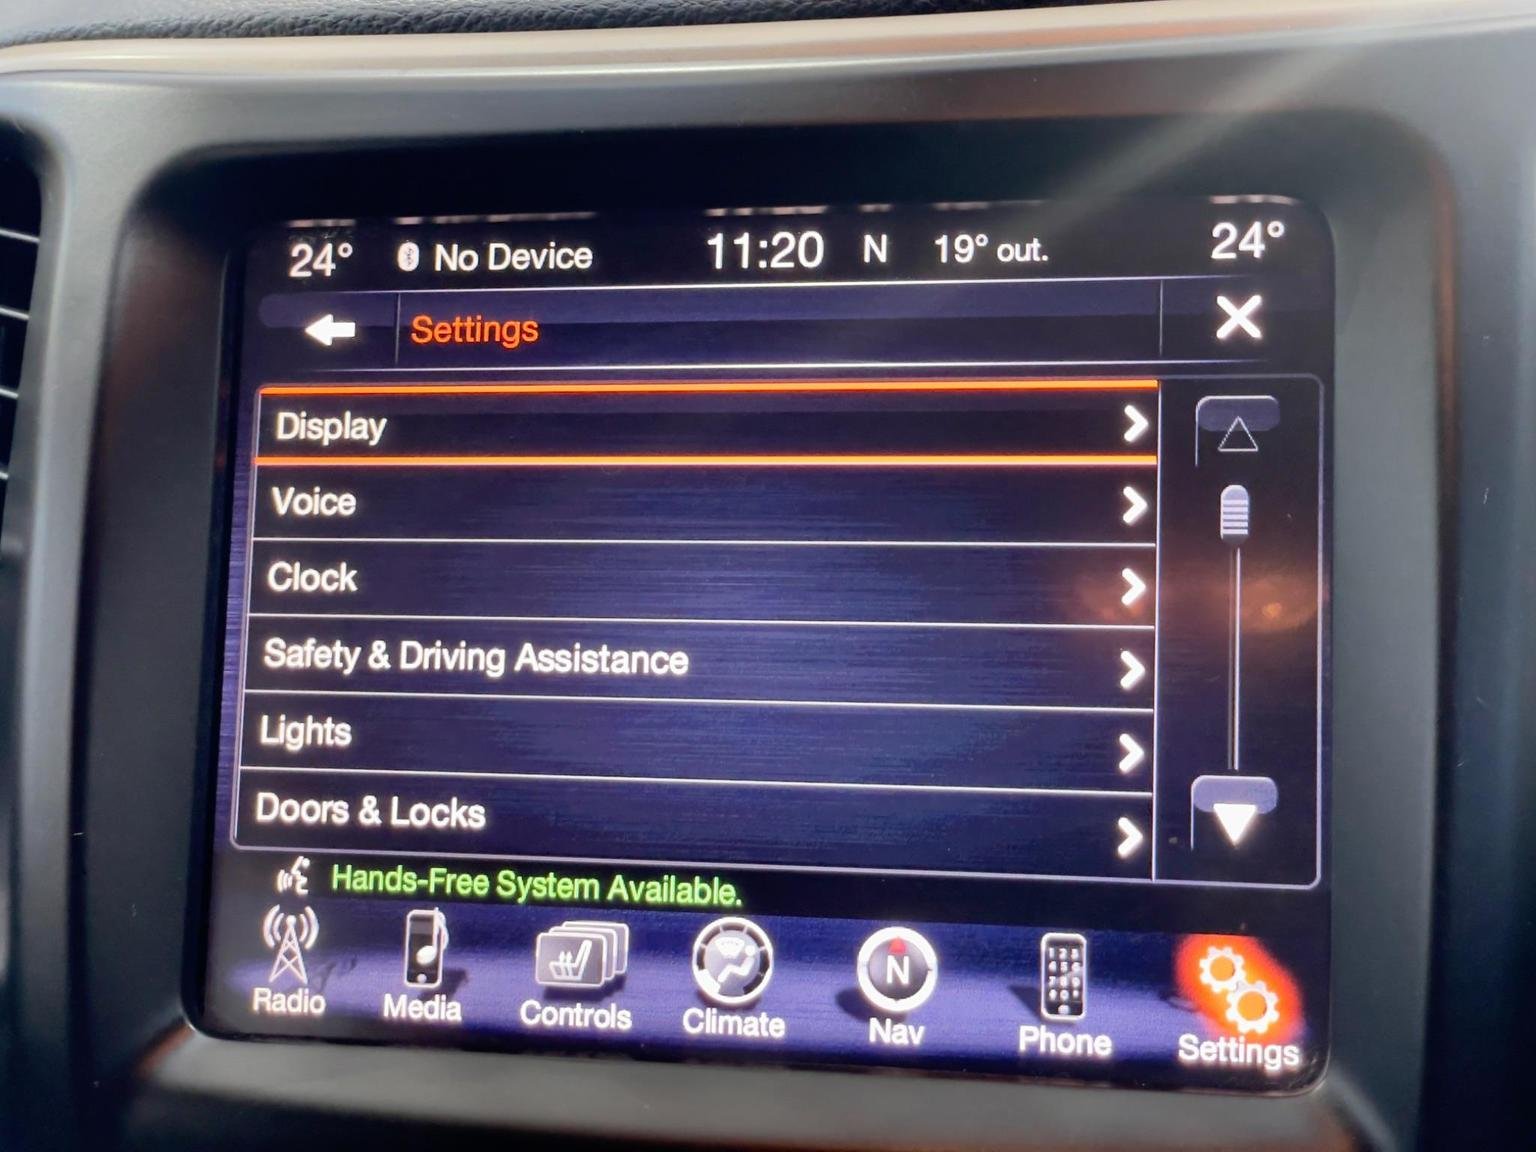 24° No Device 11:20 N 19° out. 24°
Settings
Display
Voice
Clock
Safety & Driving Assistance
Lights
Doors & Locks
Hands-Free System Available.
Radio Media Controls Climate N Nav Phone Settings